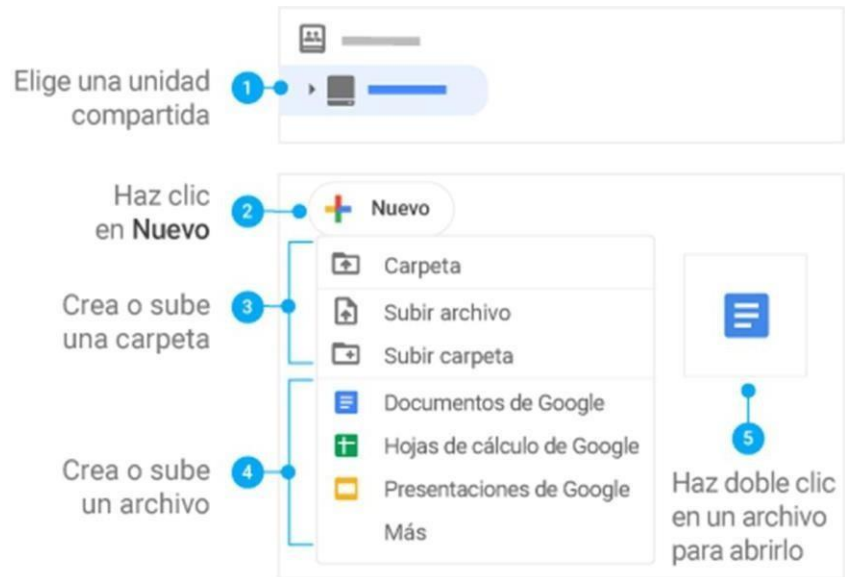 Elige una unidad
compartida
1
Haz clic
en Nuevo
2
Nuevo
Crea o sube
una carpeta
3
Carpeta
Subir archivo
Subir carpeta
Crea o sube
un archivo
4
Documentos de Google
Hojas de cálculo de Google
Presentaciones de Google
Más
5
Haz doble clic
en un archivo
para abrirlo